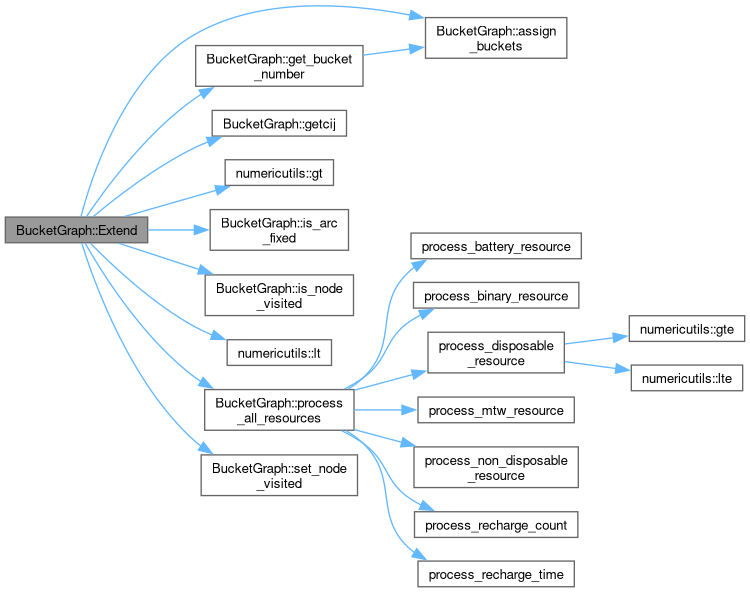 BucketGraph::Extend
BucketGraph::assign
_buckets
BucketGraph::get_bucket
_number
BucketGraph::getcij
numericutils::gt
BucketGraph::is_arc
_fixed
BucketGraph::is_node
_visited
numericutils::lt
BucketGraph::process
_all_resources
BucketGraph::set_node
_visited
process_battery_resource
process_binary_resource
process_disposable
_resource
process_mtw_resource
process_non_disposable
_resource
process_recharge_count
process_recharge_time
numericutils::gte
numericutils::lte